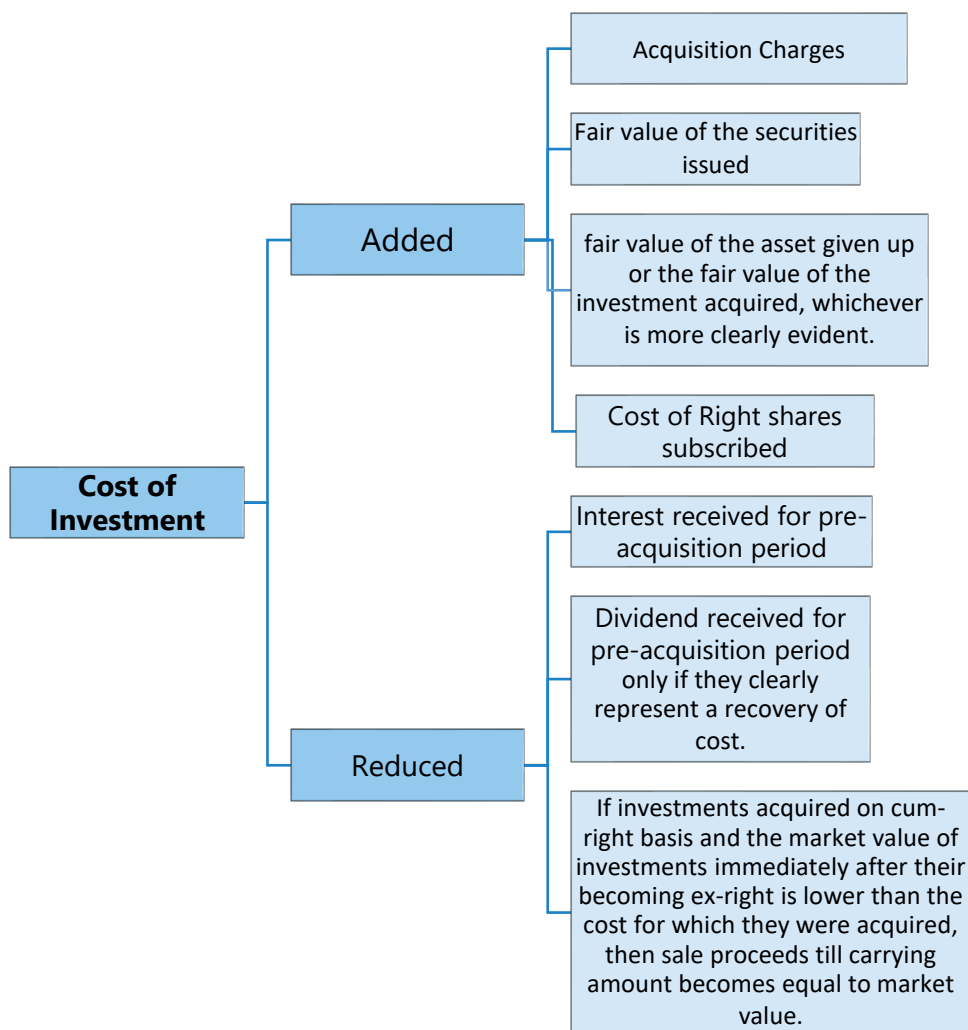 Cost of
Investment
Added
Acquisition Charges
Fair value of the securities
issued
fair value of the asset given up
or the fair value of the
investment acquired, whichever
is more clearly evident.
Cost of Right shares
subscribed
Reduced
Interest received for pre-
acquisition period
Dividend received for
pre-acquisition period
only if they clearly
represent a recovery of
cost.
If investments acquired on cum-
right basis and the market value of
investments immediately after their
becoming ex-right is lower than the
cost for which they were acquired,
then sale proceeds till carrying
amount becomes equal to market
value.